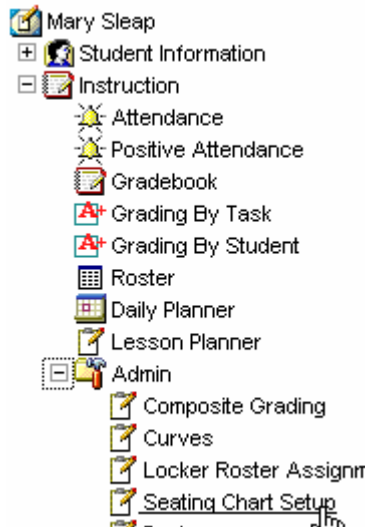 Mary Sleap
Student Information
Instruction
Attendance
Positive Attendance
Gradebook
A+ Grading By Task
A+ Grading By Student
Roster
Daily Planner
Lesson Planner
Admin
Composite Grading
Curves
Locker Roster
Seating Chart Setup